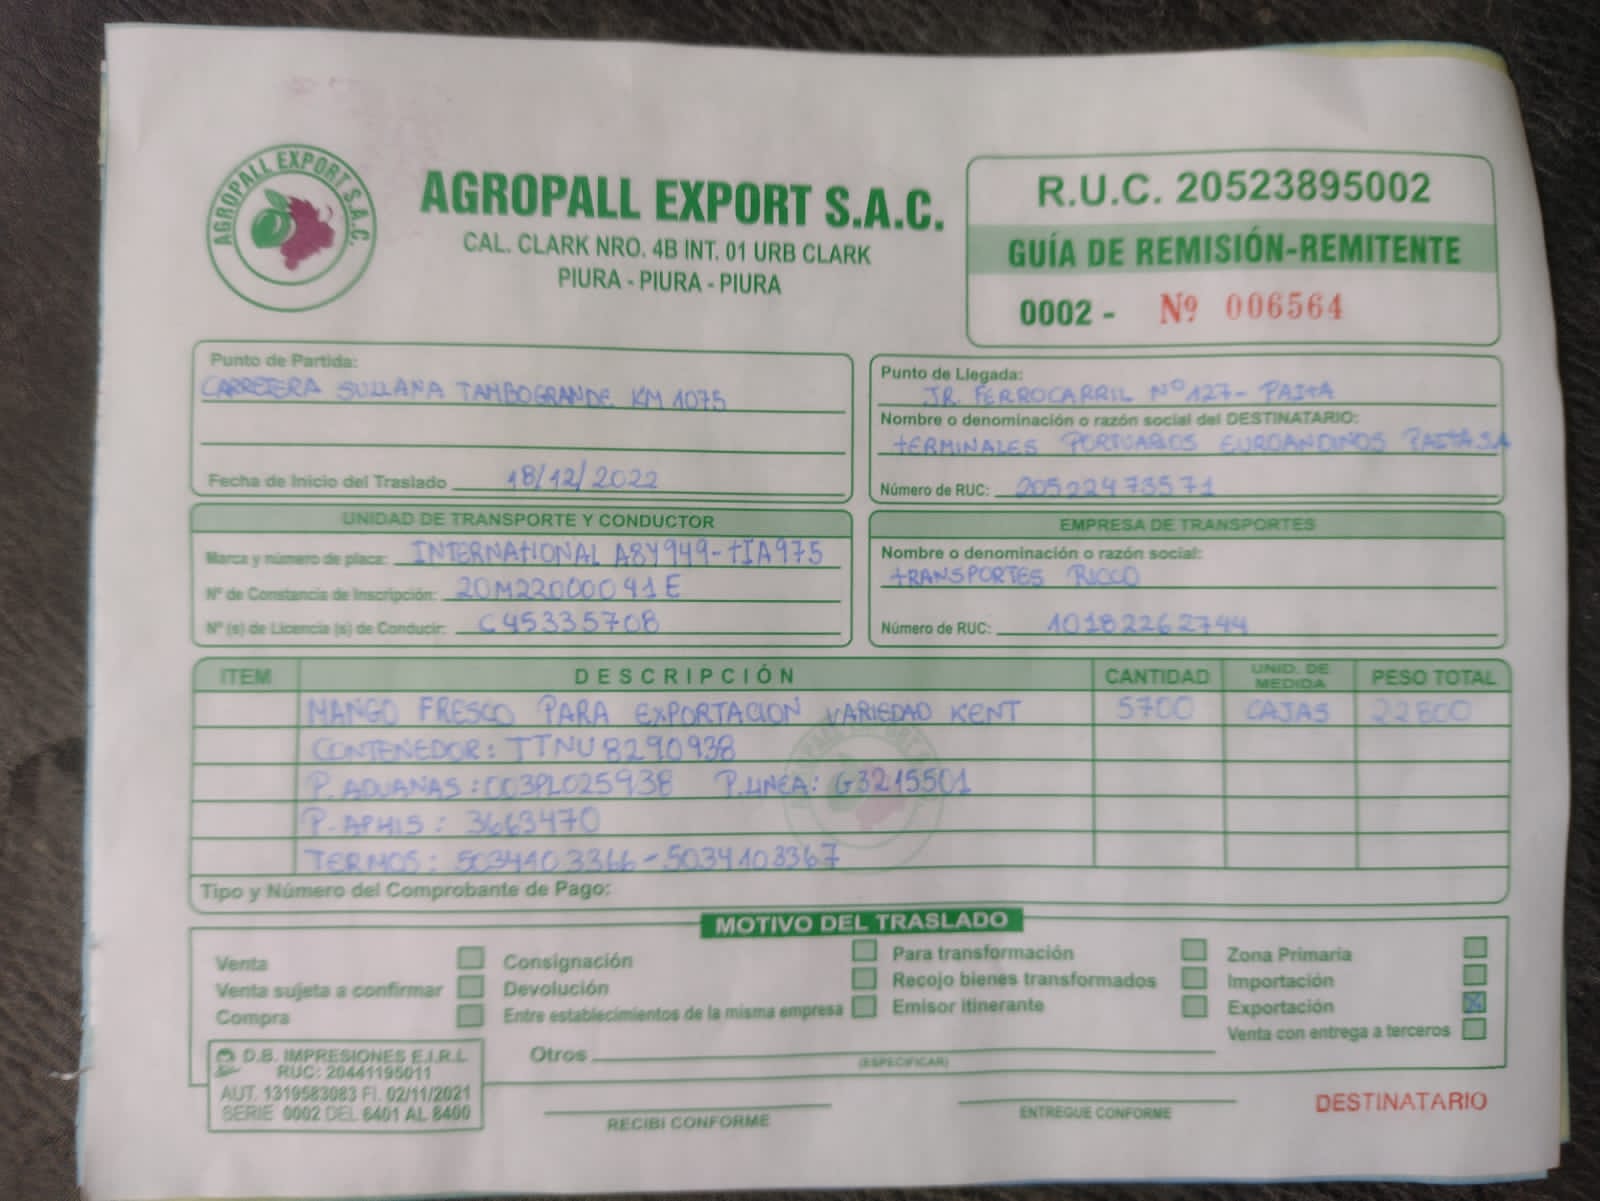 AGROPALL EXPORT S.A.C.
AGROPALL EXPORT S.A.C.
CAL. CLARK NRO. 4B INT. 01 URB CLARK
PIURA - PIURA - PIURA
R.U.C. 20523895002
GUÍA DE REMISIÓN-REMITENTE
0002 - Nº 006564
Punto de Partida:
CARRETERA SULLANA TAMBOGRANDE KM 1075
Fecha de Inicio del Traslado 18/12/2022
Punto de Llegada:
JR. FERROCARRIL Nº 127- PAITA
Nombre o denominación o razón social del DESTINATARIO:
TERMINALES PORTUARIOS EUROANDINOS PAITA S.A
Número de RUC: 20522473571
UNIDAD DE TRANSPORTE Y CONDUCTOR
Marca y número de placa: INTERNATIONAL A8Y949-TIA975
Nº de Constancia de Inscripción: 20M22000091E
Nº (s) de Licencia (s) de Conducir: C45335708
EMPRESA DE TRANSPORTES
Nombre o denominación o razón social:
TRANSPORTES RICCO
Número de RUC: 10182262744
ITEM DESCRIPCIÓN CANTIDAD UNID. DE MEDIDA PESO TOTAL
MANGO FRESCO PARA EXPORTACION VARIEDAD KENT 5700 CAJAS 22800
CONTENEDOR: TTNU8290938
P. ADUANAS: 003PL025938 P. LINEA: G3215501
P. APHIS: 3663470
TERMOS: 5034103366-5034103367
Tipo y Número del Comprobante de Pago:
MOTIVO DEL TRASLADO
Venta
Venta sujeta a confirmar
Compra
Consignación
Devolución
Entre establecimientos de la misma empresa
Para transformación
Recojo bienes transformados
Emisor itinerante
Zona Primaria
Importación
Exportación
Venta con entrega a terceros
Otros
(ESPECIFICAR)
D.B. IMPRESIONES E.I.R.L
RUC: 20441195011
AUT. 1319583083 FI. 02/11/2021
SERIE 0002 DEL 6401 AL 8400
RECIBI CONFORME
ENTREGUE CONFORME
DESTINATARIO